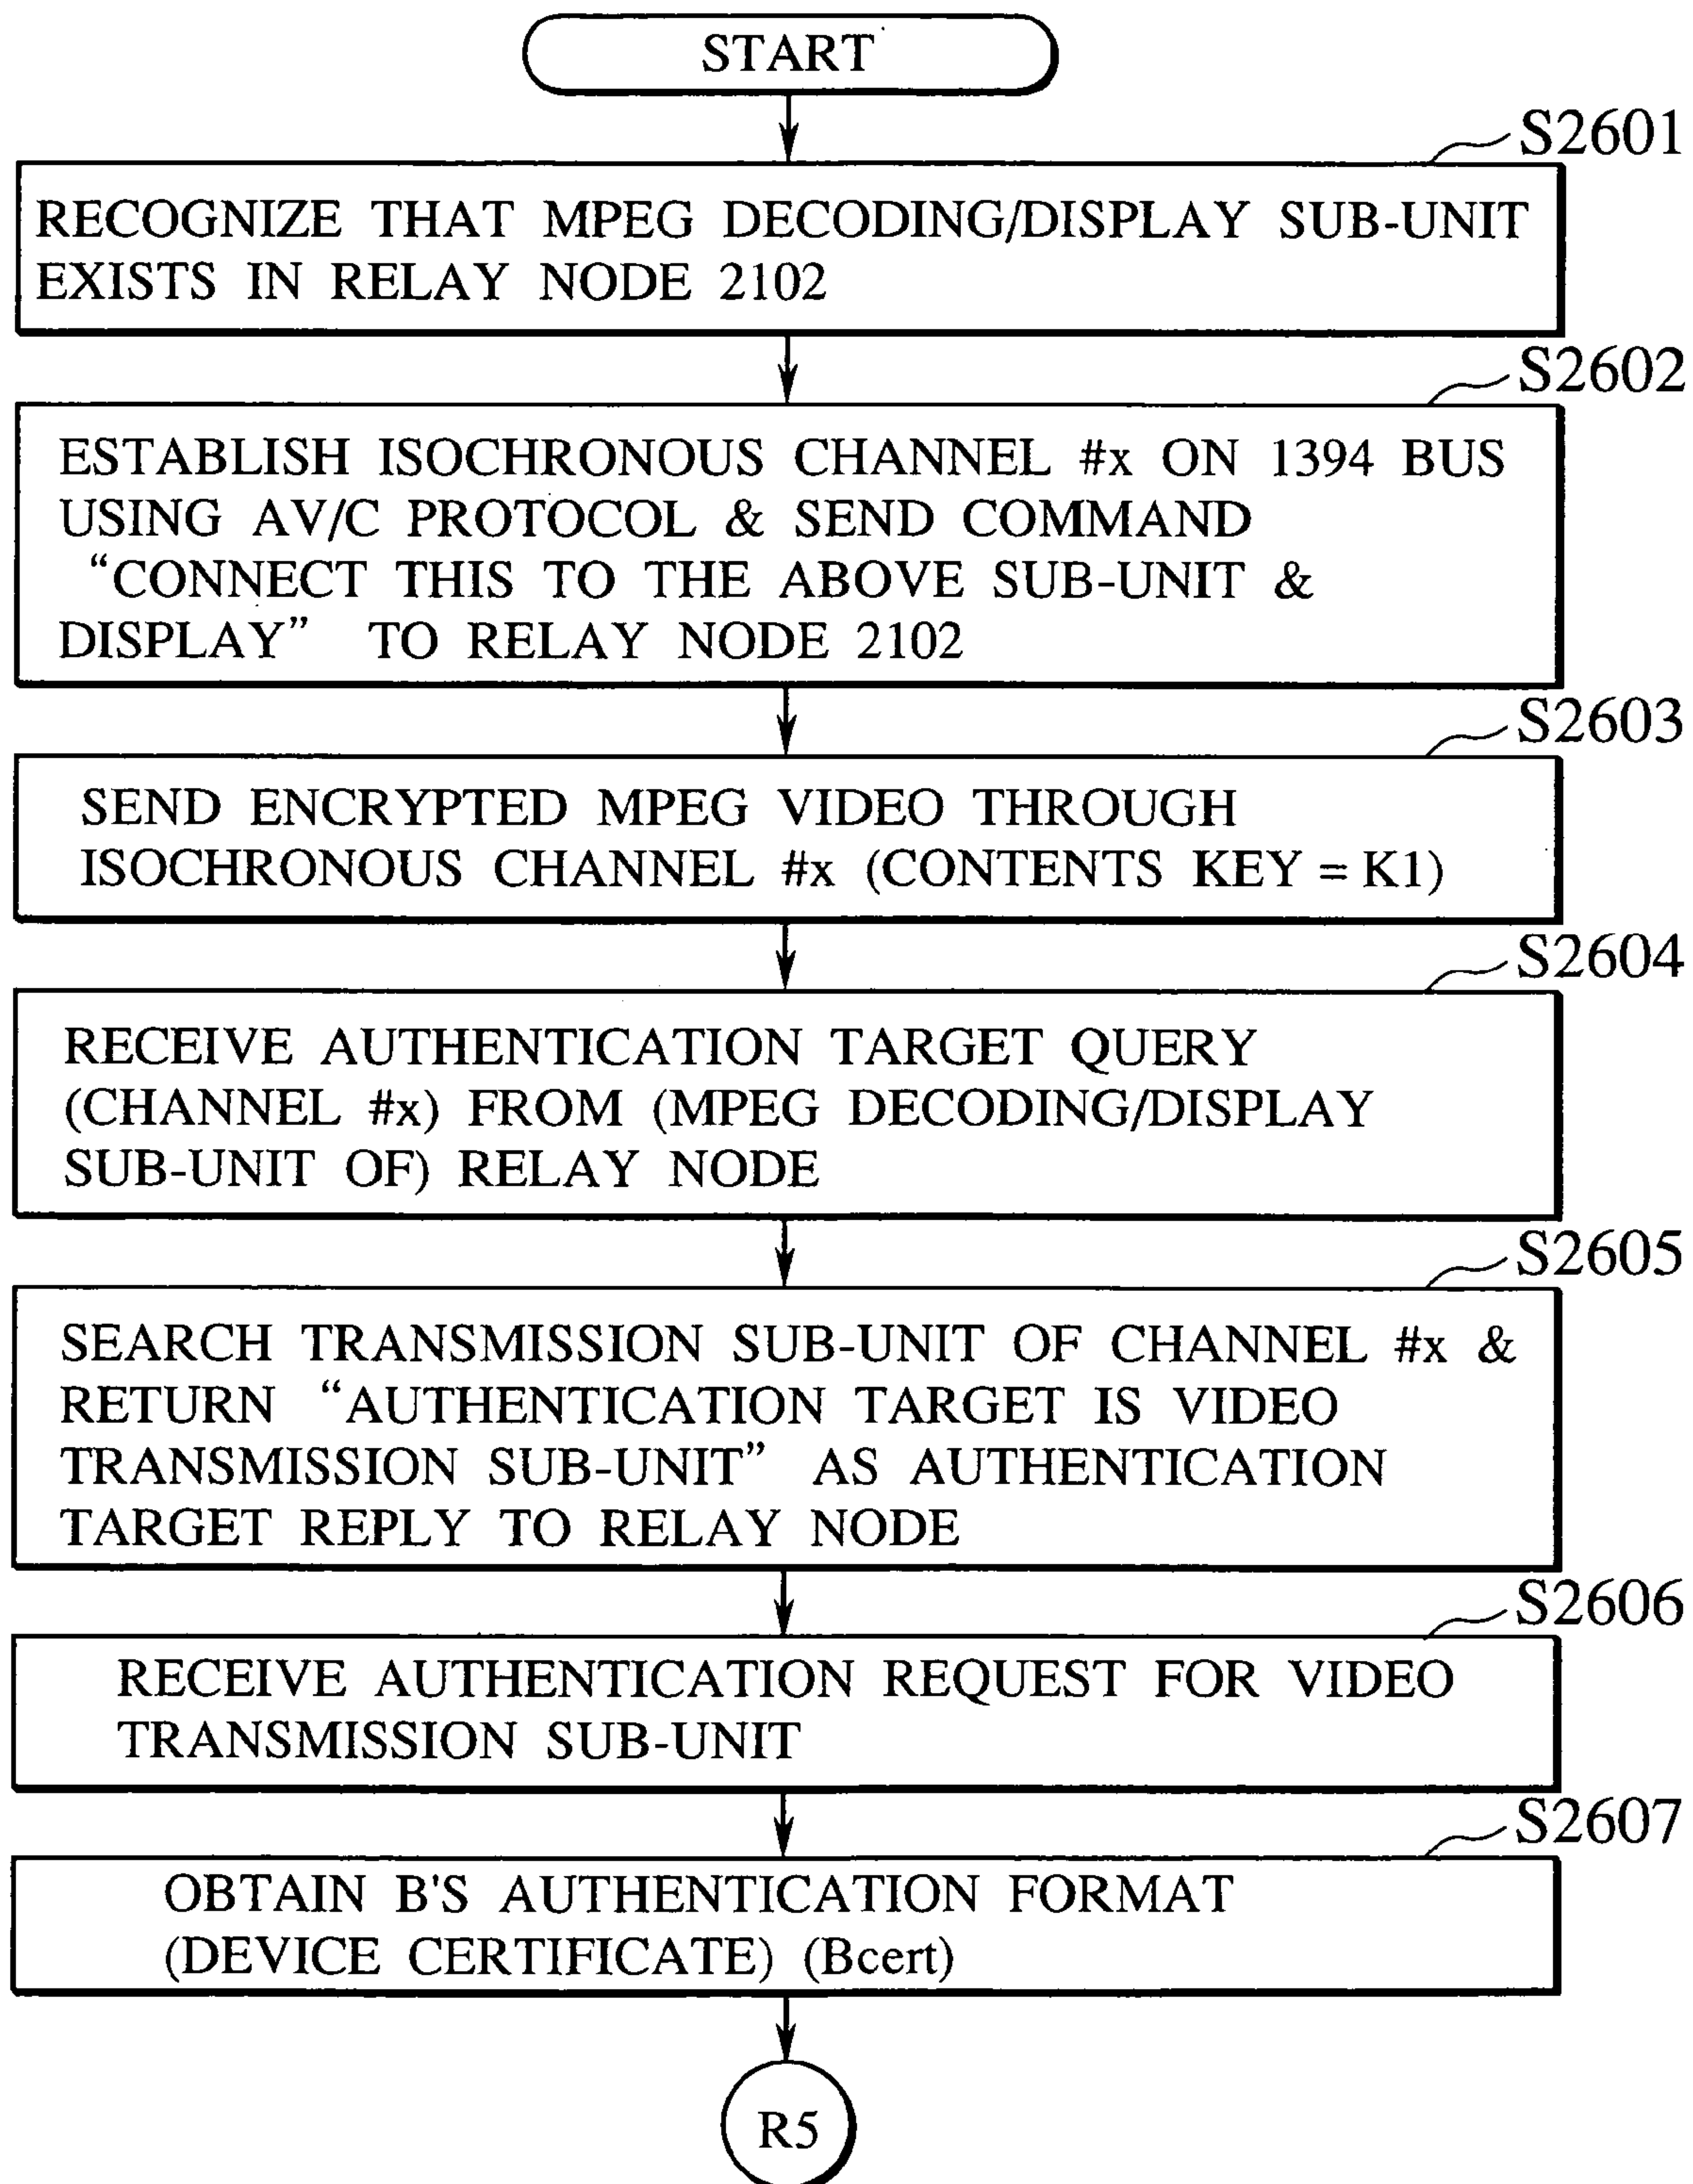 START
S2601
RECOGNIZE THAT MPEG DECODING/DISPLAY SUB-UNIT
EXISTS IN RELAY NODE 2102
S2602
ESTABLISH ISOCHRONOUS CHANNEL #x ON 1394 BUS
USING AV/C PROTOCOL & SEND COMMAND
“CONNECT THIS TO THE ABOVE SUB-UNIT &
DISPLAY” TO RELAY NODE 2102
S2603
SEND ENCRYPTED MPEG VIDEO THROUGH
ISOCHRONOUS CHANNEL #x (CONTENTS KEY = K1)
S2604
RECEIVE AUTHENTICATION TARGET QUERY
(CHANNEL #x) FROM (MPEG DECODING/DISPLAY
SUB-UNIT OF) RELAY NODE
S2605
SEARCH TRANSMISSION SUB-UNIT OF CHANNEL #x &
RETURN “AUTHENTICATION TARGET IS VIDEO
TRANSMISSION SUB-UNIT” AS AUTHENTICATION
TARGET REPLY TO RELAY NODE
S2606
RECEIVE AUTHENTICATION REQUEST FOR VIDEO
TRANSMISSION SUB-UNIT
S2607
OBTAIN B'S AUTHENTICATION FORMAT
(DEVICE CERTIFICATE) (Bcert)
R5